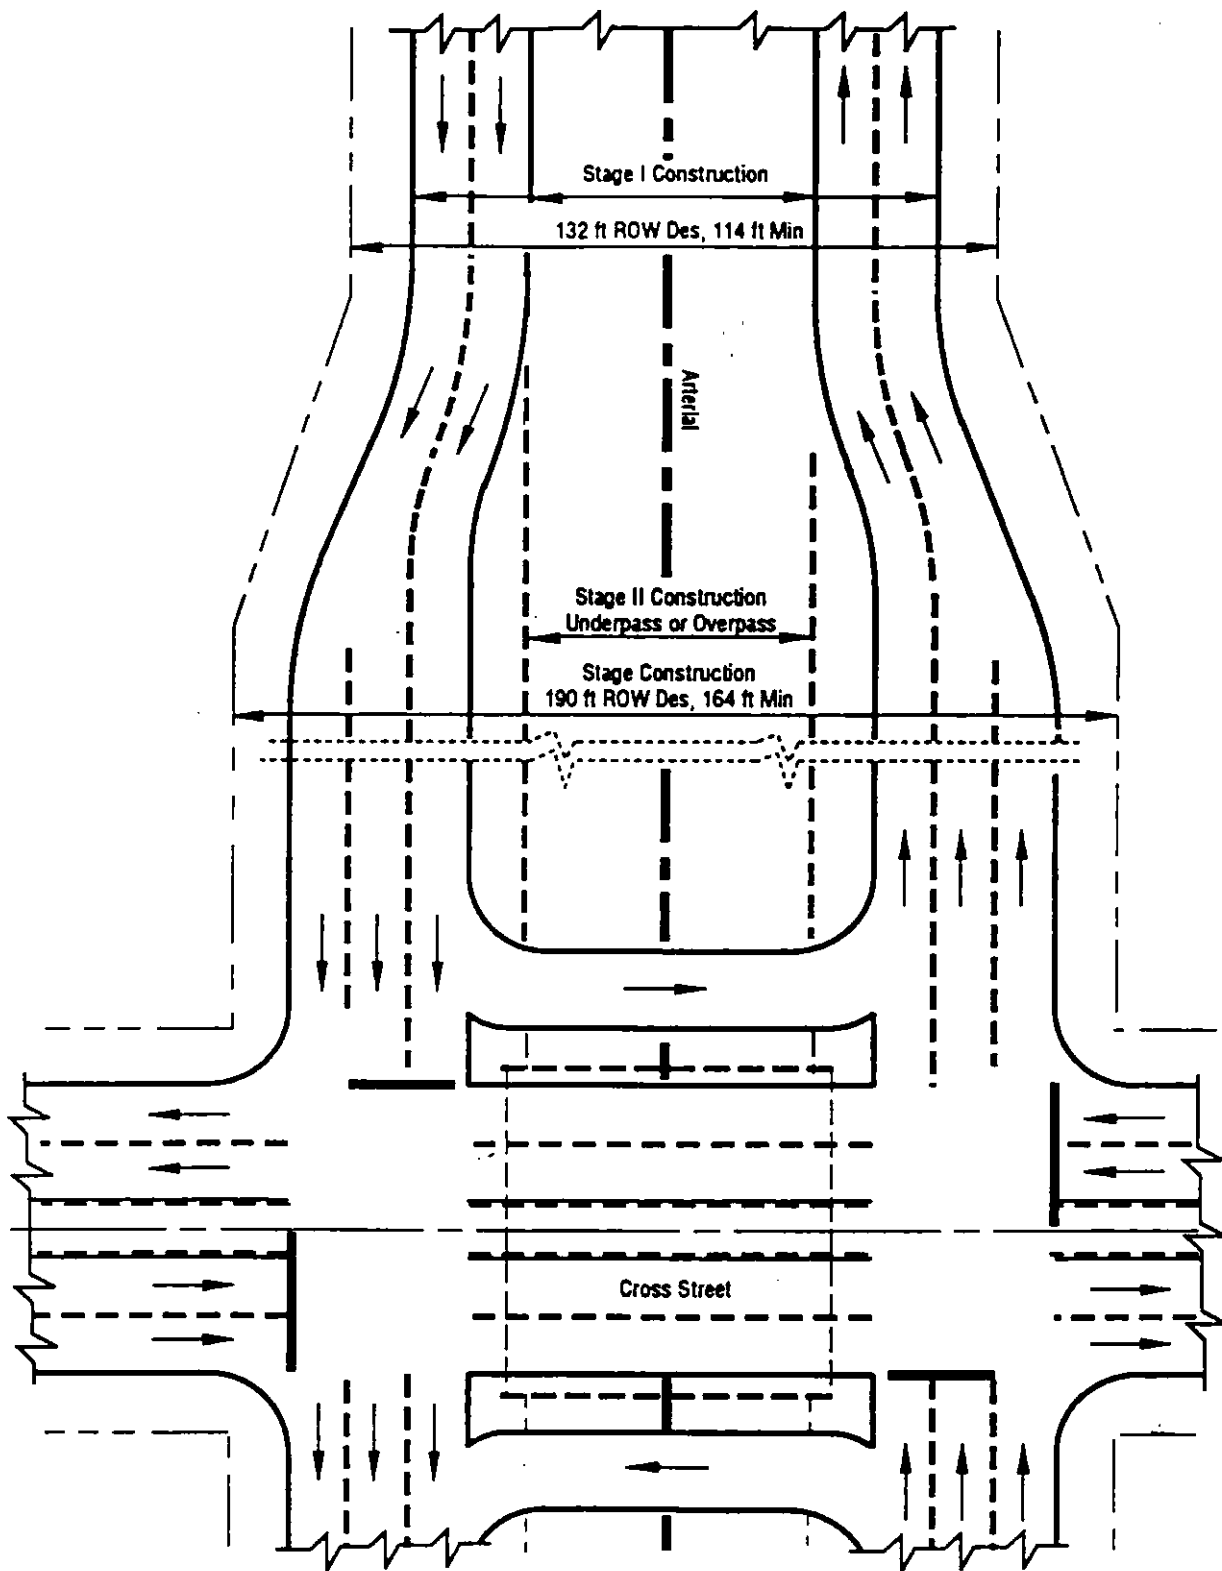 Stage I Construction
132 ft ROW Des, 114 ft Min
Arterial
Stage II Construction
Underpass or Overpass
Stage Construction
190 ft ROW Des, 164 ft Min
Cross Street